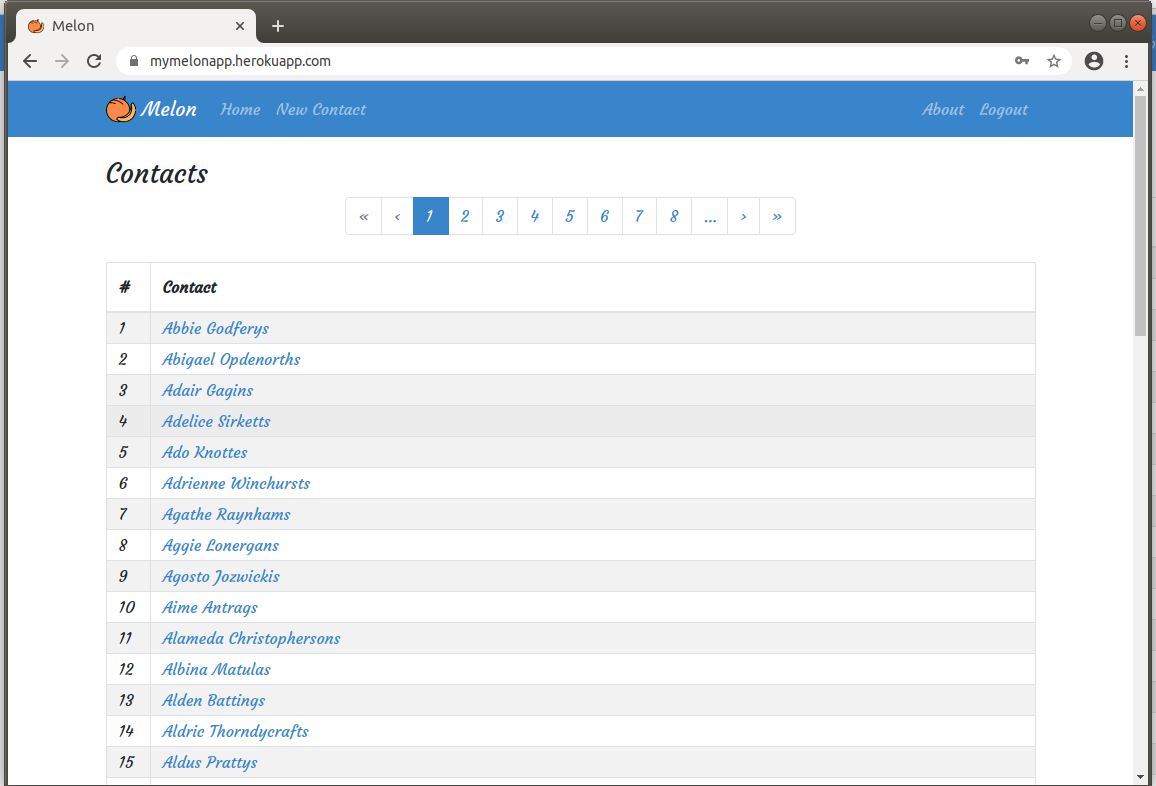 Melon
mymelonapp.herokuapp.com
Melon Home New Contact About Logout
Contacts
« ‹ 1 2 3 4 5 6 7 8 ... › »
# Contact
1 Abbie Godferys
2 Abigael Opdenorths
3 Adair Gagins
4 Adelice Sirketts
5 Ado Knottes
6 Adrienne Winchursts
7 Agathe Raynhams
8 Aggie Lonergans
9 Agosto Jozwickis
10 Aime Antrags
11 Alameda Christophersons
12 Albina Matulas
13 Alden Battings
14 Aldric Thorndycrafts
15 Aldus Prattys